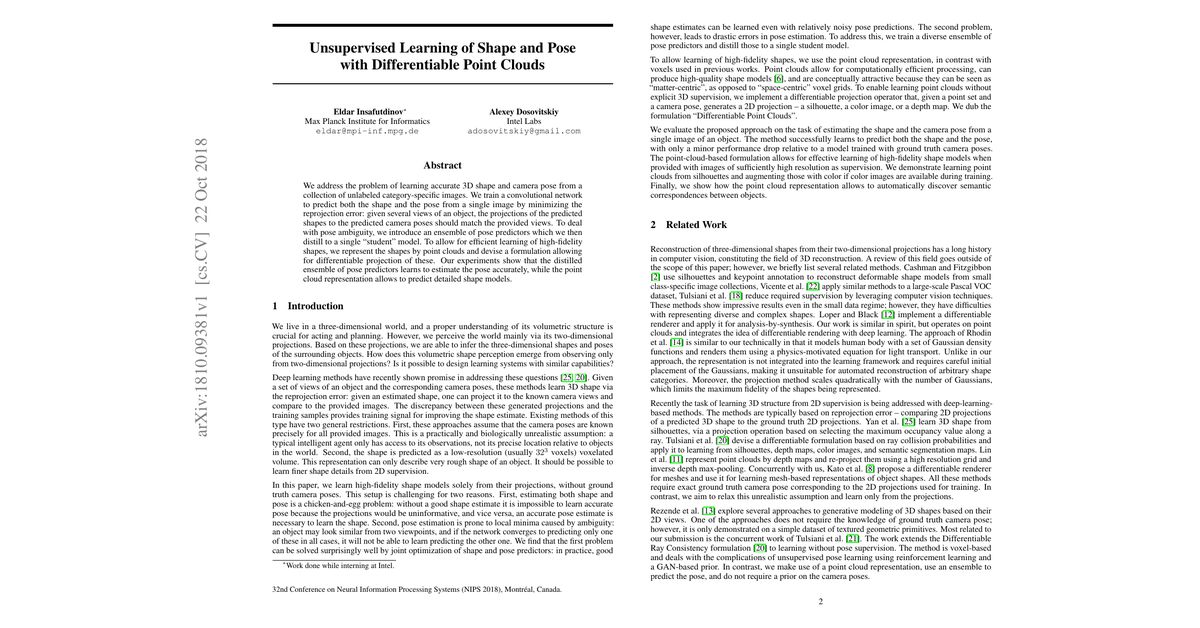 arXiv:1810.09381v1 [cs.CV] 22 Oct 2018
Unsupervised Learning of Shape and Pose
with Differentiable Point Clouds
Eldar Insafutdinov*
Max Planck Institute for Informatics
eldar@mpi-inf.mpg.de
Alexey Dosovitskiy
Intel Labs
adosovitskiy@gmail.com
Abstract
We address the problem of learning accurate 3D shape and camera pose from a
collection of unlabeled category-specific images. We train a convolutional network
to predict both the shape and the pose from a single image by minimizing the
reprojection error: given several views of an object, the projections of the predicted
shapes to the predicted camera poses should match the provided views. To deal
with pose ambiguity, we introduce an ensemble of pose predictors which we then
distill to a single “student” model. To allow for efficient learning of high-fidelity
shapes, we represent the shapes by point clouds and devise a formulation allowing
for differentiable projection of these. Our experiments show that the distilled
ensemble of pose predictors learns to estimate the pose accurately, while the point
cloud representation allows to predict detailed shape models.
1 Introduction
We live in a three-dimensional world, and a proper understanding of its volumetric structure is
crucial for acting and planning. However, we perceive the world mainly via its two-dimensional
projections. Based on these projections, we are able to infer the three-dimensional shapes and poses
of the surrounding objects. How does this volumetric shape perception emerge from observing only
from two-dimensional projections? Is it possible to design learning systems with similar capabilities?
Deep learning methods have recently shown promise in addressing these questions [25, 20]. Given
a set of views of an object and the corresponding camera poses, these methods learn 3D shape via
the reprojection error: given an estimated shape, one can project it to the known camera views and
compare to the provided images. The discrepancy between these generated projections and the
training samples provides training signal for improving the shape estimate. Existing methods of this
type have two general restrictions. First, these approaches assume that the camera poses are known
precisely for all provided images. This is a practically and biologically unrealistic assumption: a
typical intelligent agent only has access to its observations, not its precise location relative to objects
in the world. Second, the shape is predicted as a low-resolution (usually 32³ voxels) voxelated
volume. This representation can only describe very rough shape of an object. It should be possible to
learn finer shape details from 2D supervision.
In this paper, we learn high-fidelity shape models solely from their projections, without ground
truth camera poses. This setup is challenging for two reasons. First, estimating both shape and
pose is a chicken-and-egg problem: without a good shape estimate it is impossible to learn accurate
pose because the projections would be uninformative, and vice versa, an accurate pose estimate is
necessary to learn the shape. Second, pose estimation is prone to local minima caused by ambiguity:
an object may look similar from two viewpoints, and if the network converges to predicting only one
of these in all cases, it will not be able to learn predicting the other one. We find that the first problem
can be solved surprisingly well by joint optimization of shape and pose predictors: in practice, good
*Work done while interning at Intel.
32nd Conference on Neural Information Processing Systems (NIPS 2018), Montréal, Canada.
shape estimates can be learned even with relatively noisy pose predictions. The second problem,
however, leads to drastic errors in pose estimation. To address this, we train a diverse ensemble of
pose predictors and distill those to a single student model.
To allow learning of high-fidelity shapes, we use the point cloud representation, in contrast with
voxels used in previous works. Point clouds allow for computationally efficient processing, can
produce high-quality shape models [6], and are conceptually attractive because they can be seen as
“matter-centric”, as opposed to “space-centric” voxel grids. To enable learning point clouds without
explicit 3D supervision, we implement a differentiable projection operator that, given a point set and
a camera pose, generates a 2D projection – a silhouette, a color image, or a depth map. We dub the
formulation “Differentiable Point Clouds”.
We evaluate the proposed approach on the task of estimating the shape and the camera pose from a
single image of an object. The method successfully learns to predict both the shape and the pose,
with only a minor performance drop relative to a model trained with ground truth camera poses.
The point-cloud-based formulation allows for effective learning of high-fidelity shape models when
provided with images of sufficiently high resolution as supervision. We demonstrate learning point
clouds from silhouettes and augmenting those with color if color images are available during training.
Finally, we show how the point cloud representation allows to automatically discover semantic
correspondences between objects.
2 Related Work
Reconstruction of three-dimensional shapes from their two-dimensional projections has a long history
in computer vision, constituting the field of 3D reconstruction. A review of this field goes outside of
the scope of this paper; however, we briefly list several related methods. Cashman and Fitzgibbon
[2] use silhouettes and keypoint annotation to reconstruct deformable shape models from small
class-specific image collections, Vicente et al. [22] apply similar methods to a large-scale Pascal VOC
dataset, Tulsiani et al. [18] reduce required supervision by leveraging computer vision techniques.
These methods show impressive results even in the small data regime; however, they have difficulties
with representing diverse and complex shapes. Loper and Black [12] implement a differentiable
renderer and apply it for analysis-by-synthesis. Our work is similar in spirit, but operates on point
clouds and integrates the idea of differentiable rendering with deep learning. The approach of Rhodin
et al. [14] is similar to our technically in that it models human body with a set of Gaussian density
functions and renders them using a physics-motivated equation for light transport. Unlike in our
approach, the representation is not integrated into the learning framework and requires careful initial
placement of the Gaussians, making it unsuitable for automated reconstruction of arbitrary shape
categories. Moreover, the projection method scales quadratically with the number of Gaussians,
which limits the maximum fidelity of the shapes being represented.
Recently the task of learning 3D structure from 2D supervision is being addressed with deep-learning-
based methods. The methods are typically based on reprojection error – comparing 2D projections
of a predicted 3D shape to the ground truth 2D projections. Yan et al. [25] learn 3D shape from
silhouettes, via a projection operation based on selecting the maximum occupancy value along a
ray. Tulsiani et al. [20] devise a differentiable formulation based on ray collision probabilities and
apply it to learning from silhouettes, depth maps, color images, and semantic segmentation maps. Lin
et al. [11] represent point clouds by depth maps and re-project them using a high resolution grid and
inverse depth max-pooling. Concurrently with us, Kato et al. [8] propose a differentiable renderer
for meshes and use it for learning mesh-based representations of object shapes. All these methods
require exact ground truth camera pose corresponding to the 2D projections used for training. In
contrast, we aim to relax this unrealistic assumption and learn only from the projections.
Rezende et al. [13] explore several approaches to generative modeling of 3D shapes based on their
2D views. One of the approaches does not require the knowledge of ground truth camera pose;
however, it is only demonstrated on a simple dataset of textured geometric primitives. Most related to
our submission is the concurrent work of Tulsiani et al. [21]. The work extends the Differentiable
Ray Consistency formulation [20] to learning without pose supervision. The method is voxel-based
and deals with the complications of unsupervised pose learning using reinforcement learning and
a GAN-based prior. In contrast, we make use of a point cloud representation, use an ensemble to
predict the pose, and do not require a prior on the camera poses.
2